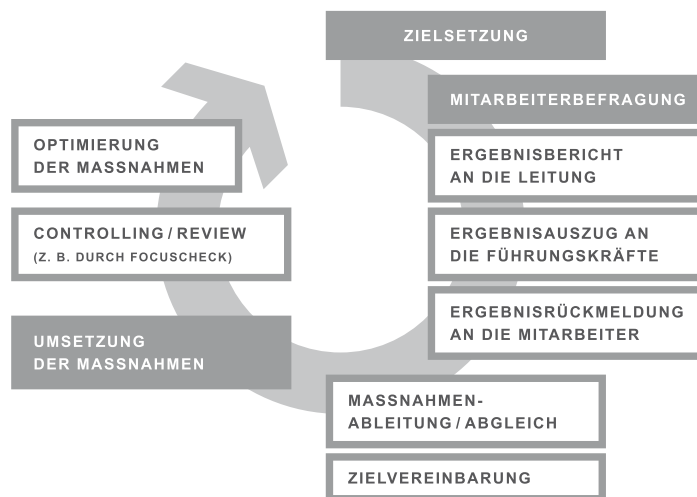 ZIELSETZUNG
MITARBEITERBEFRAGUNG
ERGEBNISBERICHT
AN DIE LEITUNG
ERGEBNISAUSZUG AN
DIE FÜHRUNGSKRÄFTE
ERGEBNISRÜCKMELDUNG
AN DIE MITARBEITER
MASSNAHMEN-
ABLEITUNG / ABGLEICH
ZIELVEREINBARUNG
UMSETZUNG
DER MASSNAHMEN
CONTROLLING / REVIEW
(Z. B. DURCH FOCUSCHECK)
OPTIMIERUNG
DER MASSNAHMEN